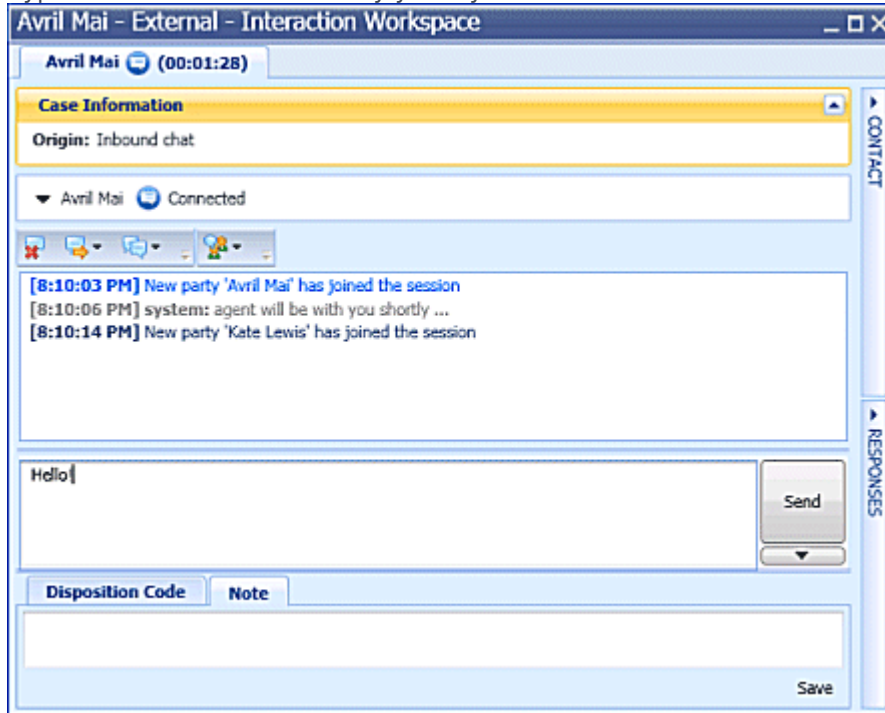 Avril Mai - External - Interaction Workspace
Avril Mai (00:01:28)
Case Information
Origin: Inbound chat
Avril Mai Connected
[8:10:03 PM] New party 'Avril Mai' has joined the session
[8:10:06 PM] system: agent will be with you shortly ...
[8:10:14 PM] New party 'Kate Lewis' has joined the session
Hello!
Send
Disposition Code Note
Save
CONTACT
RESPONSES